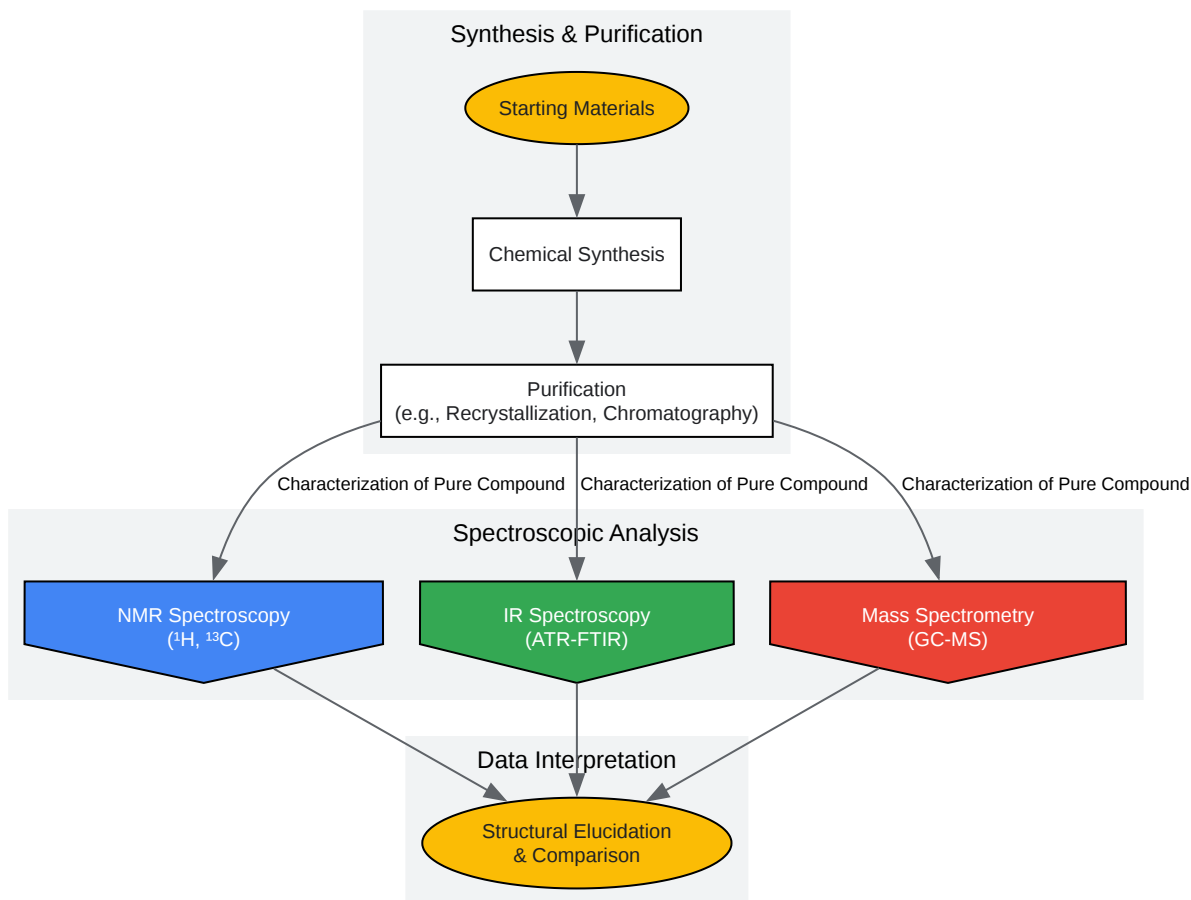 Synthesis & Purification
Starting Materials
Chemical Synthesis
Purification
(e.g., Recrystallization, Chromatography)
Characterization of Pure Compound
Characterization of Pure Compound
Characterization of Pure Compound
Spectroscopic Analysis
NMR Spectroscopy
(¹H, ¹³C)
IR Spectroscopy
(ATR-FTIR)
Mass Spectrometry
(GC-MS)
Data Interpretation
Structural Elucidation
& Comparison